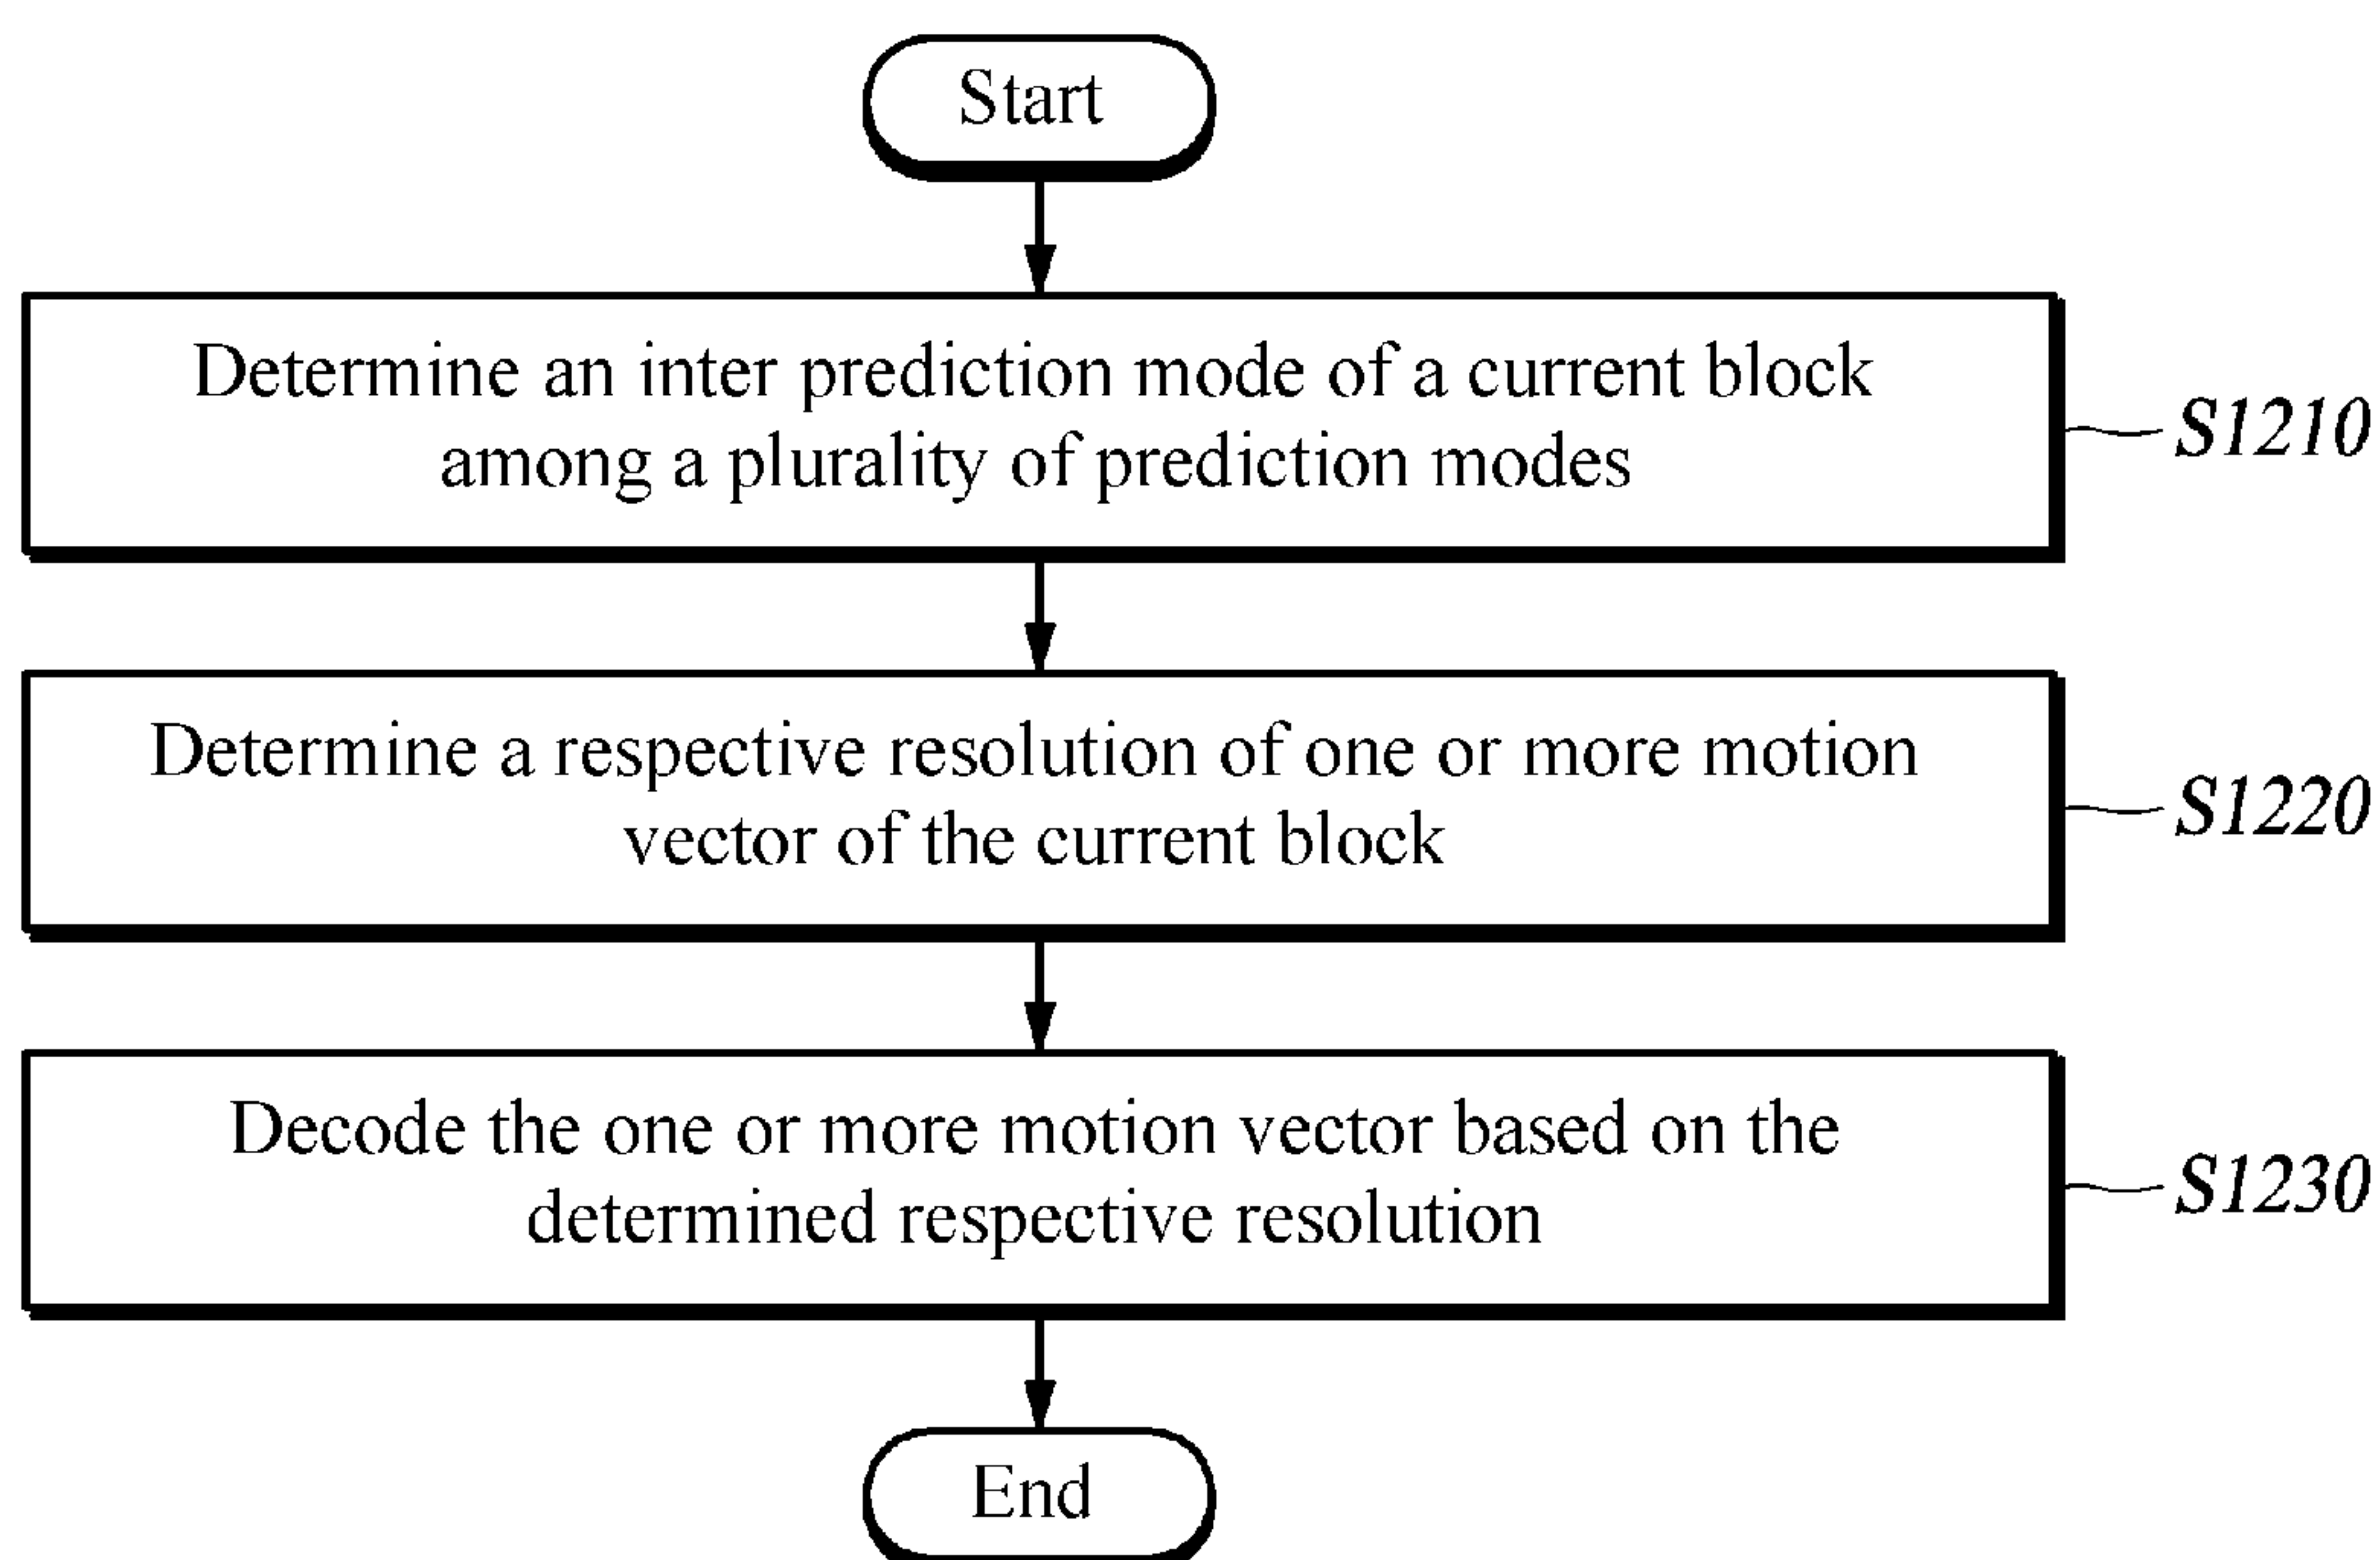 Start
Determine an inter prediction mode of a current block
among a plurality of prediction modes
S1210
Determine a respective resolution of one or more motion
vector of the current block
S1220
Decode the one or more motion vector based on the
determined respective resolution
S1230
End